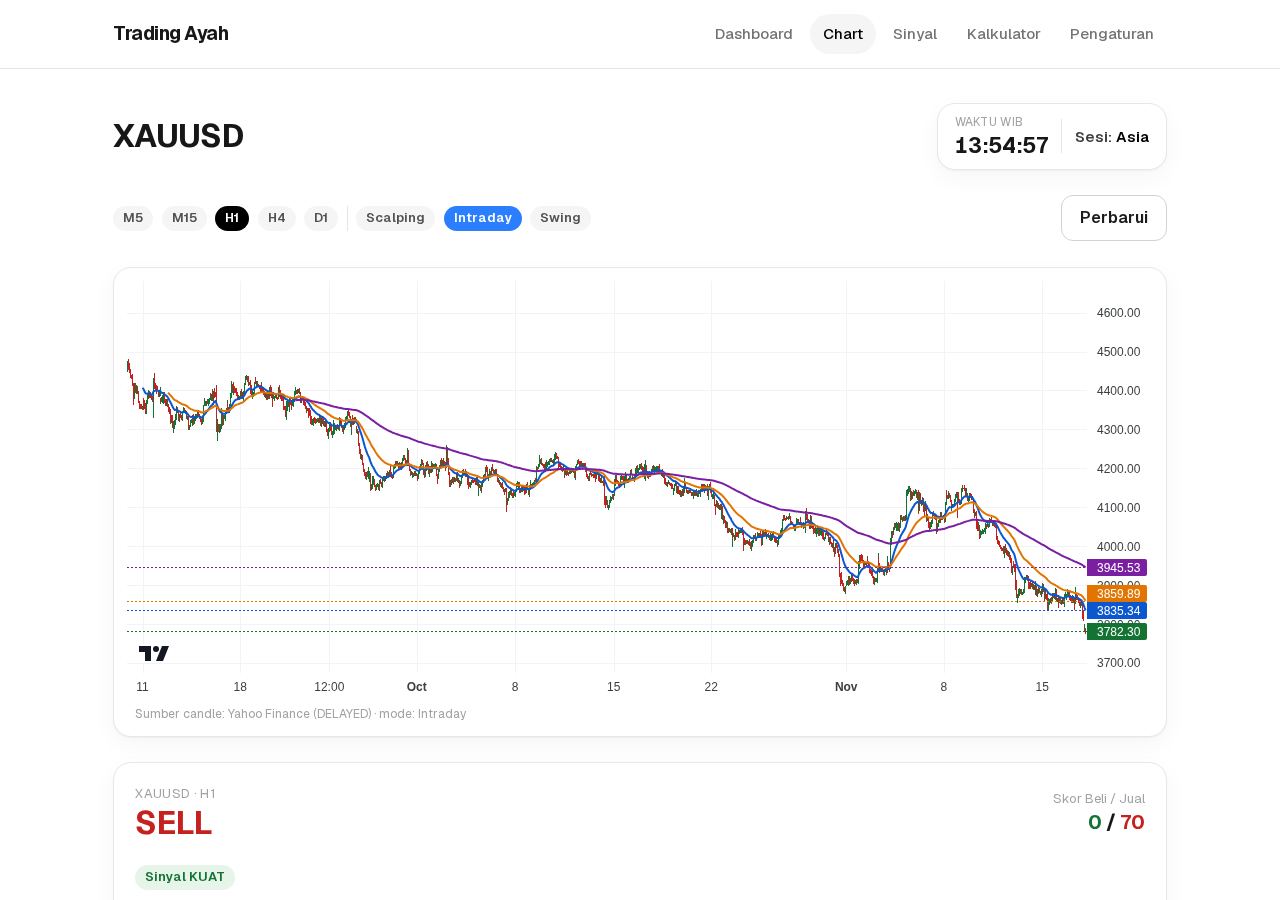 Trading Ayah
Dashboard
Chart
Sinyal
Kalkulator
Pengaturan
XAUUSD
WAKTU WIB
13:54:57
Sesi: Asia
M5
M15
H1
H4
D1
Scalping
Intraday
Swing
Perbarui
4600.00
4500.00
4400.00
4300.00
4200.00
4100.00
4000.00
3945.53
3859.89
3835.34
3782.30
3700.00
11
18
12:00
Oct
8
15
22
Nov
8
15
Sumber candle: Yahoo Finance (DELAYED) · mode: Intraday
XAUUSD · H1
SELL
Skor Beli / Jual
0 / 70
Sinyal KUAT